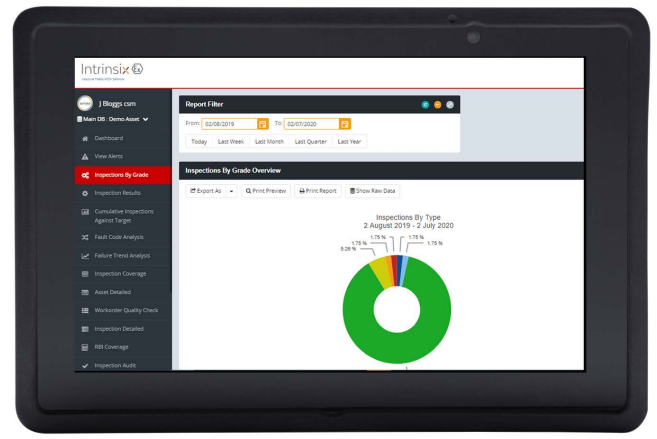 Intrinsix Ex
J Bloggs csm
Main DB : Demo Asset
Dashboard
View Alerts
Inspections By Grade
Inspection Results
Cumulative Inspections
Against Target
Fault Code Analysis
Failure Trend Analysis
Inspection Coverage
Asset Detailed
Workorder Quality Check
Inspection Detailed
RBI Coverage
Inspection Audit
Report Filter
From: 02/08/2019 To 02/07/2020
Today Last Week Last Month Last Quarter Last Year
Inspections By Grade Overview
Export As Print Preview Print Report Show Raw Data
Inspections By Type
2 August 2019 - 2 July 2020
1.75 % 1.75 %
1.75 % 1.75 %
5.26 %